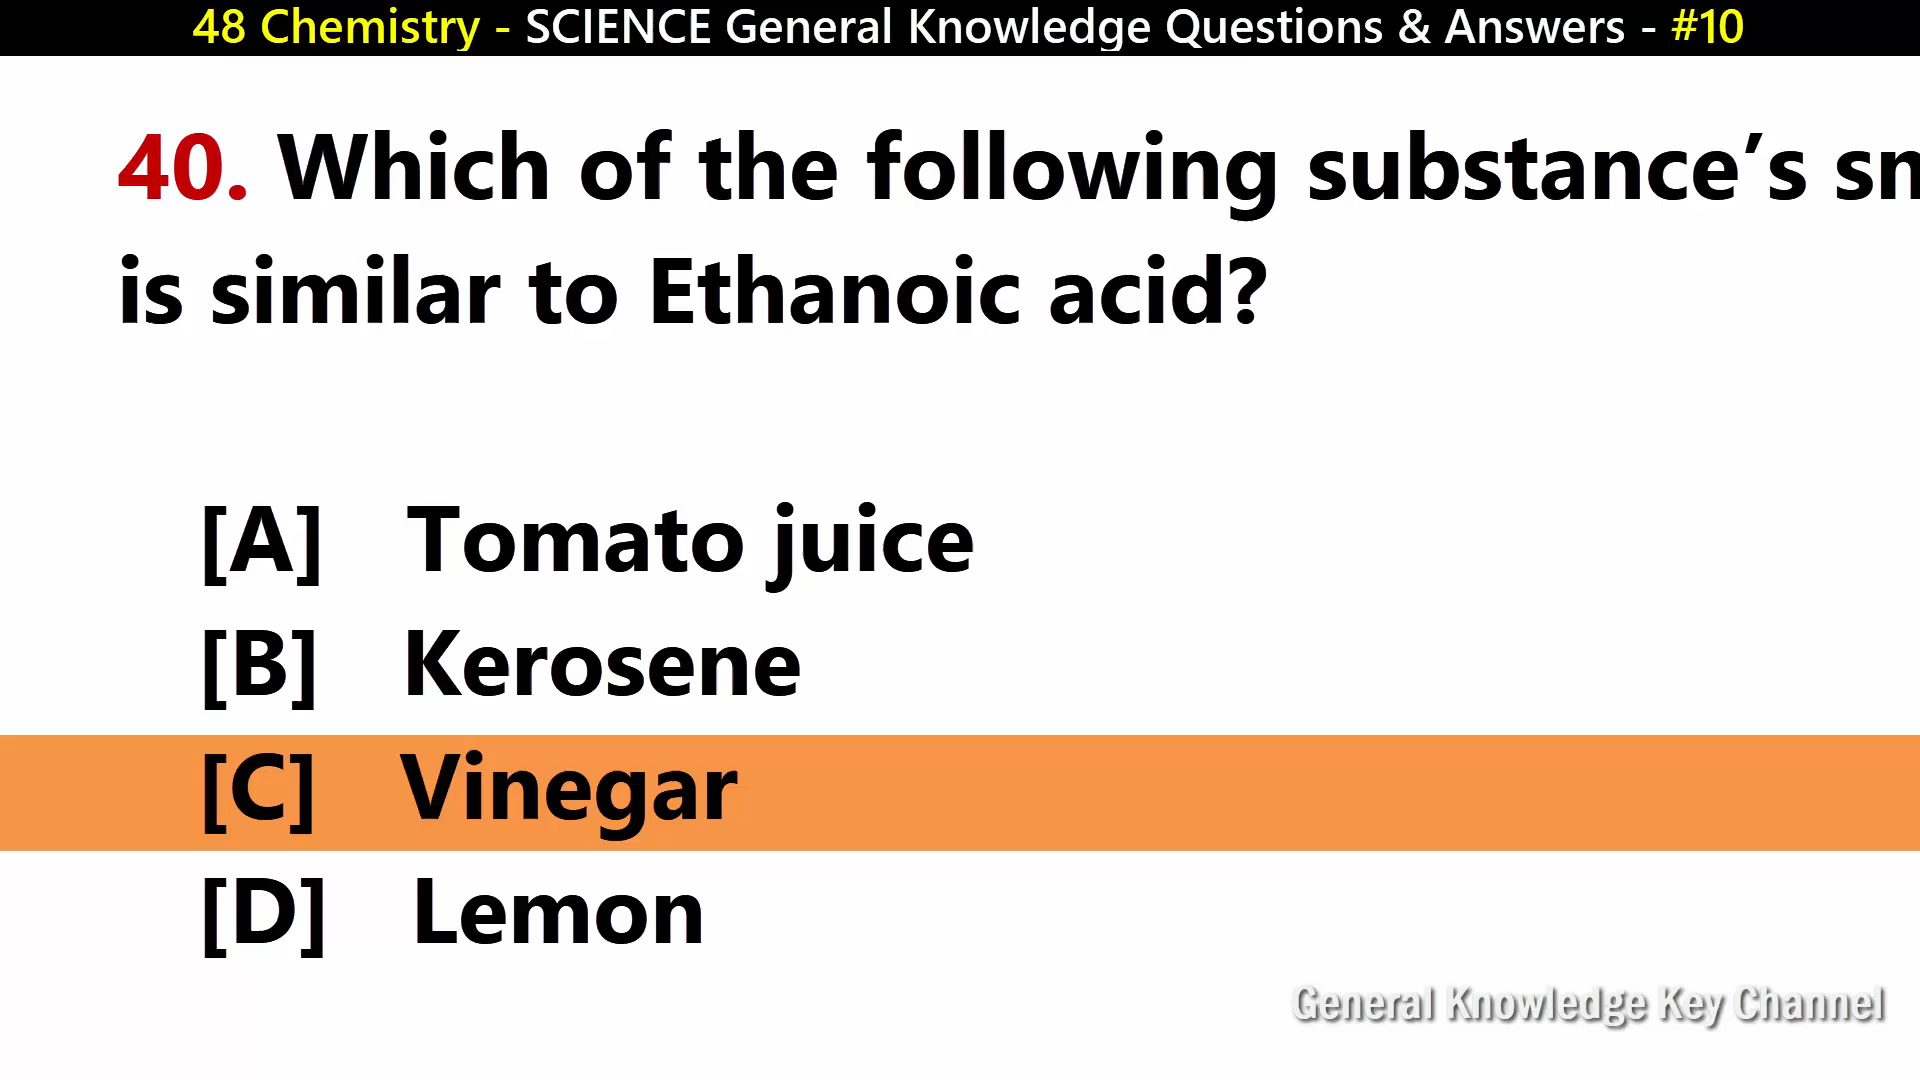 48 Chemistry - SCIENCE General Knowledge Questions & Answers - #10
40. Which of the following substance’s
is similar to Ethanoic acid?
[A] Tomato juice
[B] Kerosene
[C] Vinegar
[D] Lemon
General Knowledge Key Channel